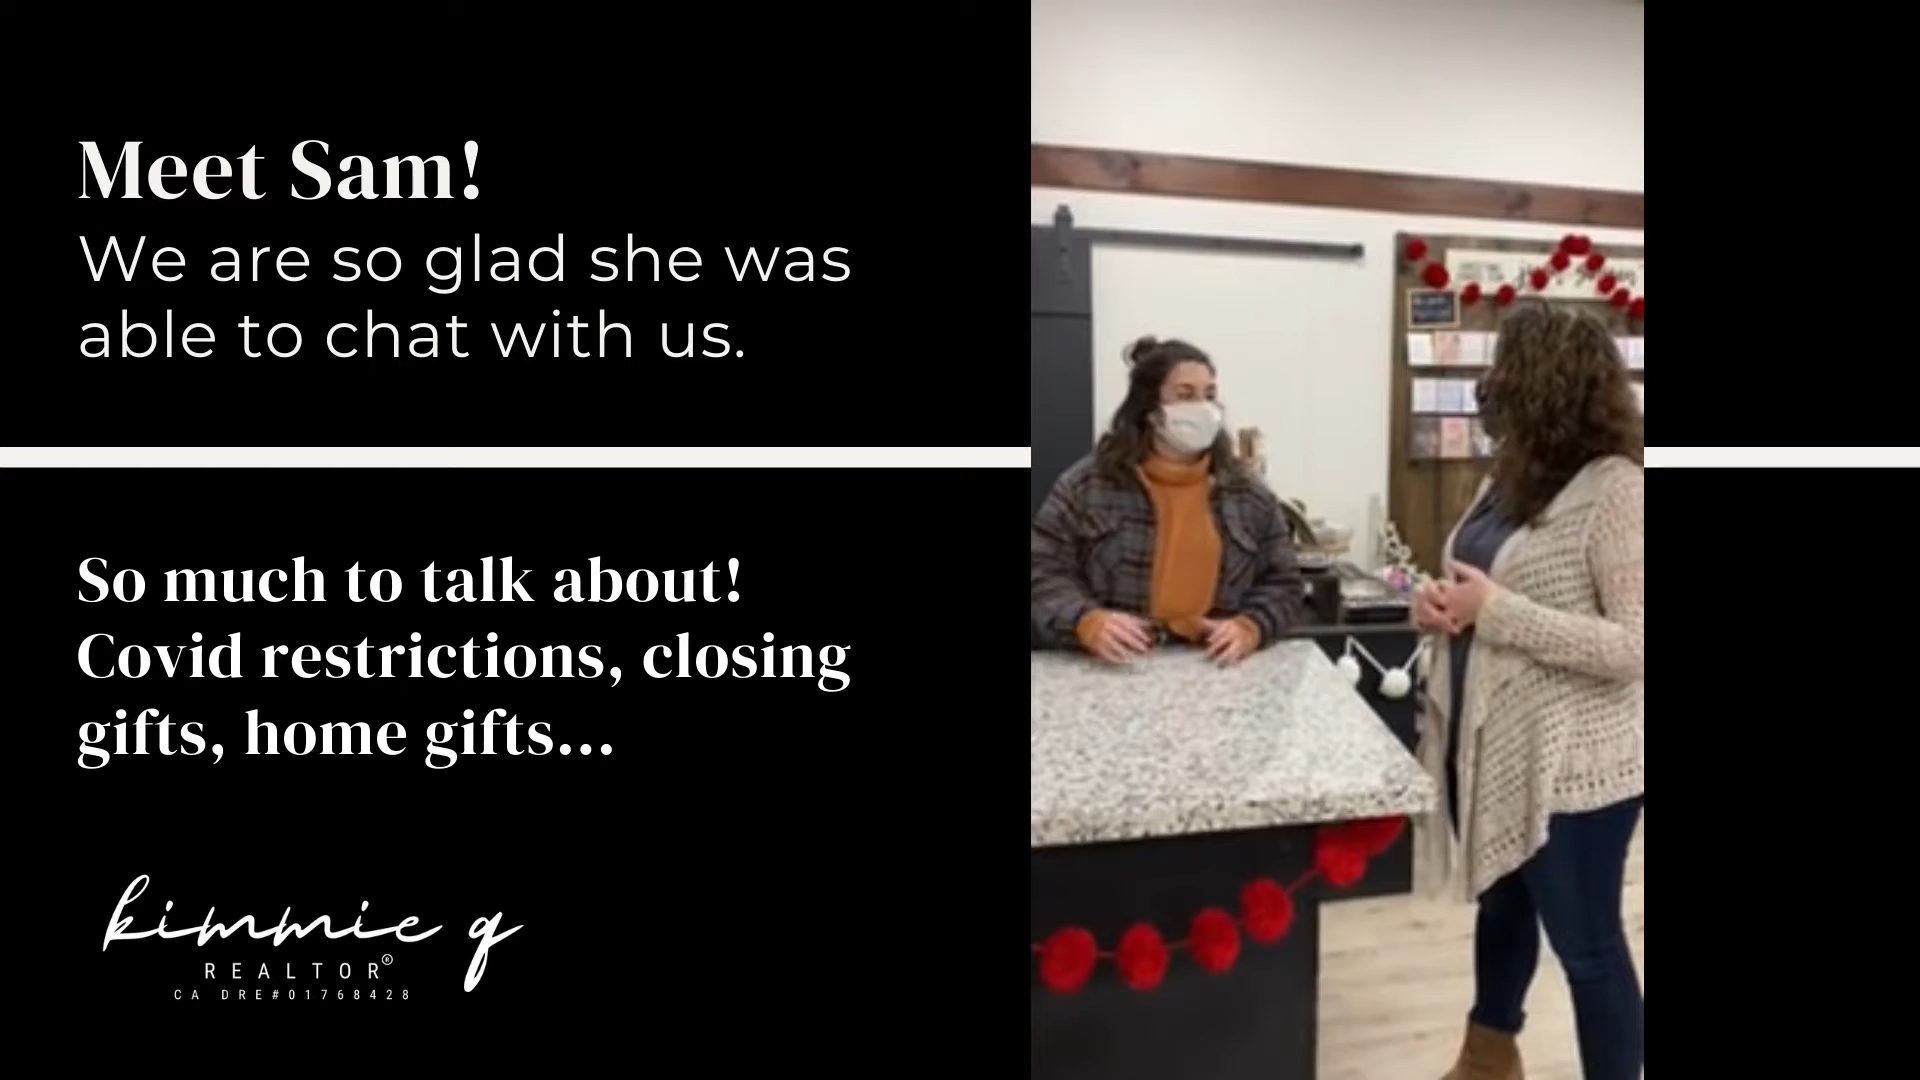 Meet Sam!
We are so glad she was
able to chat with us.
So much to talk about!
Covid restrictions, closing
gifts, home gifts...
kimmie g
REALTOR®
CA DRE#01768428